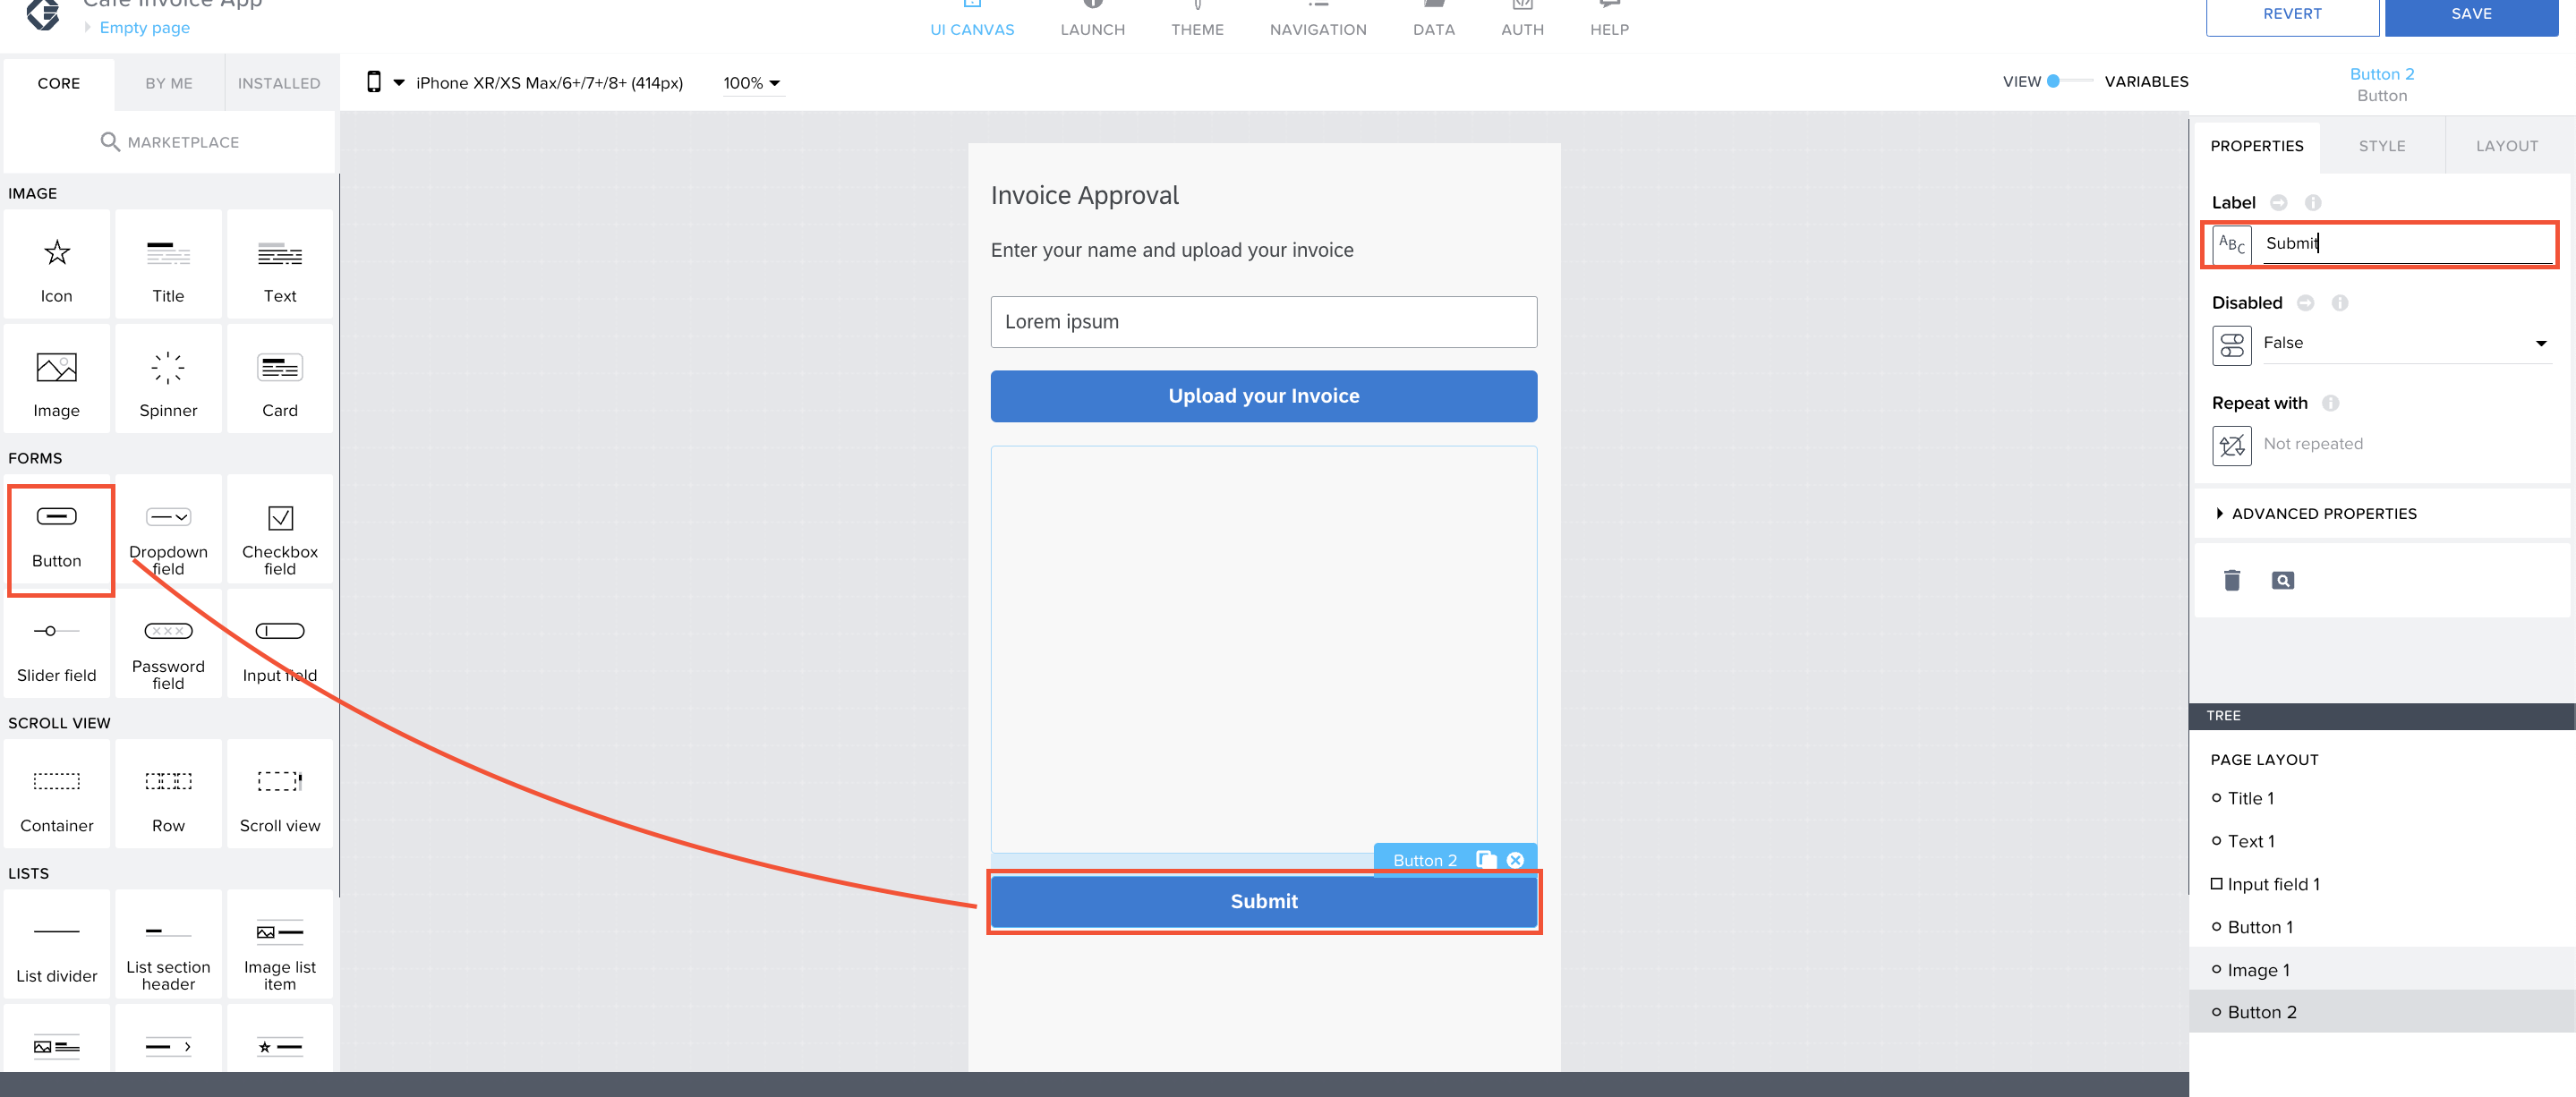 Cafe Invoice App
Empty page
UI CANVAS
LAUNCH
THEME
NAVIGATION
DATA
AUTH
HELP
REVERT
SAVE
CORE
BY ME
INSTALLED
iPhone XR/XS Max/6+/7+/8+ (414px)
100%
VIEW
VARIABLES
Button 2
Button
MARKETPLACE
IMAGE
Icon
Title
Text
Image
Spinner
Card
FORMS
Button
Dropdown
field
Checkbox
field
Slider field
Password
field
Input field
SCROLL VIEW
Container
Row
Scroll view
LISTS
List divider
List section
header
Image list
item
Invoice Approval
Enter your name and upload your invoice
Lorem ipsum
Upload your Invoice
Button 2
Submit
PROPERTIES
STYLE
LAYOUT
Label
ABC
Submit
Disabled
False
Repeat with
Not repeated
ADVANCED PROPERTIES
TREE
PAGE LAYOUT
Title 1
Text 1
Input field 1
Button 1
Image 1
Button 2